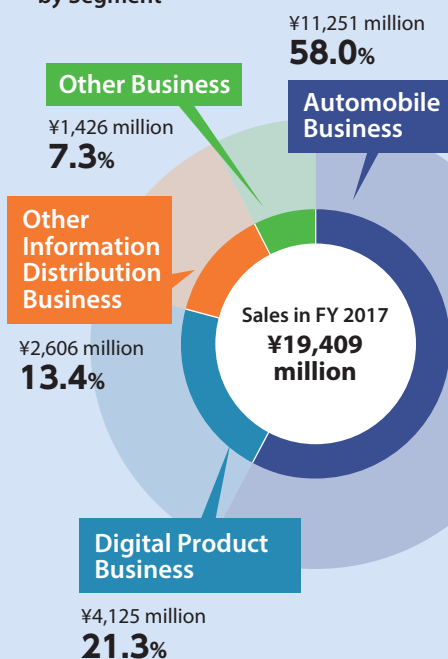 by Segment
¥11,251 million
58.0%
Automobile
Business
Other Business
¥1,426 million
7.3%
Other
Information
Distribution
Business
¥2,606 million
13.4%
Sales in FY 2017
¥19,409
million
Digital Product
Business
¥4,125 million
21.3%